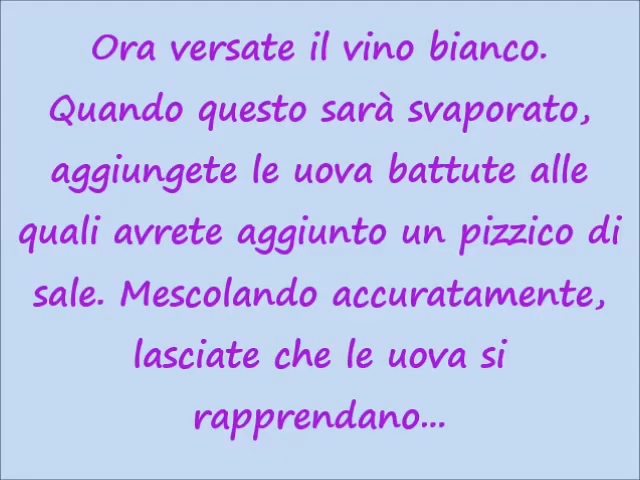 Ora versate il vino bianco.
Quando questo sarà svaporato,
aggiungete le uova battute alle
quali avrete aggiunto un pizzico di
sale. Mescolando accuratamente,
lasciate che le uova si
rapprendano...